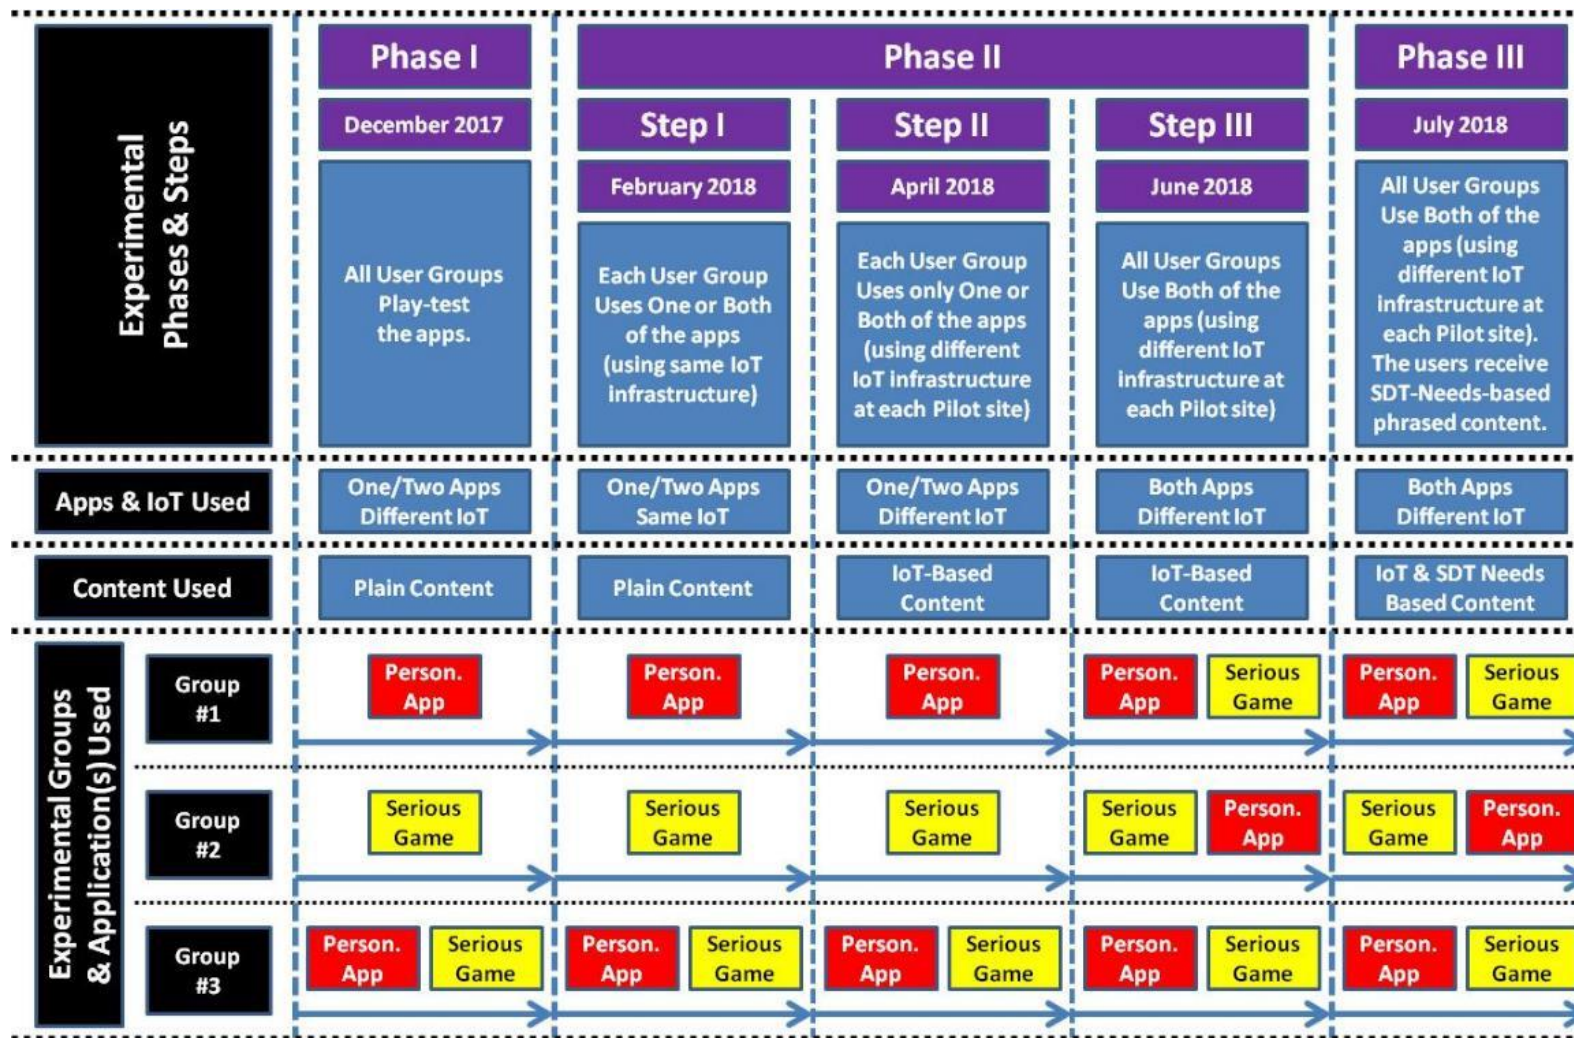 Experimental
Phases & Steps
Phase I
Phase II
Phase III
December 2017
Step I
Step II
Step III
July 2018
February 2018
April 2018
June 2018
All User Groups
Play-test
the apps.
Each User Group
Uses One or Both
of the apps
(using same IoT
infrastructure)
Each User Group
Uses only One or
Both of the apps
(using different
IoT infrastructure
at each Pilot site)
All User Groups
Use Both of the
apps (using
different IoT
infrastructure at
each Pilot site)
All User Groups
Use Both of the
apps (using
different IoT
infrastructure at
each Pilot site).
The users receive
SDT-Needs-based
phrased content.
Apps & IoT Used
One/Two Apps
Different IoT
One/Two Apps
Same IoT
One/Two Apps
Different IoT
Both Apps
Different IoT
Both Apps
Different IoT
Content Used
Plain Content
Plain Content
IoT-Based
Content
IoT-Based
Content
IoT & SDT Needs
Based Content
Experimental Groups
& Application(s) Used
Group
#1
Person.
App
Person.
App
Person.
App
Person.
App
Serious
Game
Person.
App
Serious
Game
Group
#2
Serious
Game
Serious
Game
Serious
Game
Serious
Game
Person.
App
Serious
Game
Person.
App
Group
#3
Person.
App
Serious
Game
Person.
App
Serious
Game
Person.
App
Serious
Game
Person.
App
Serious
Game
Person.
App
Serious
Game